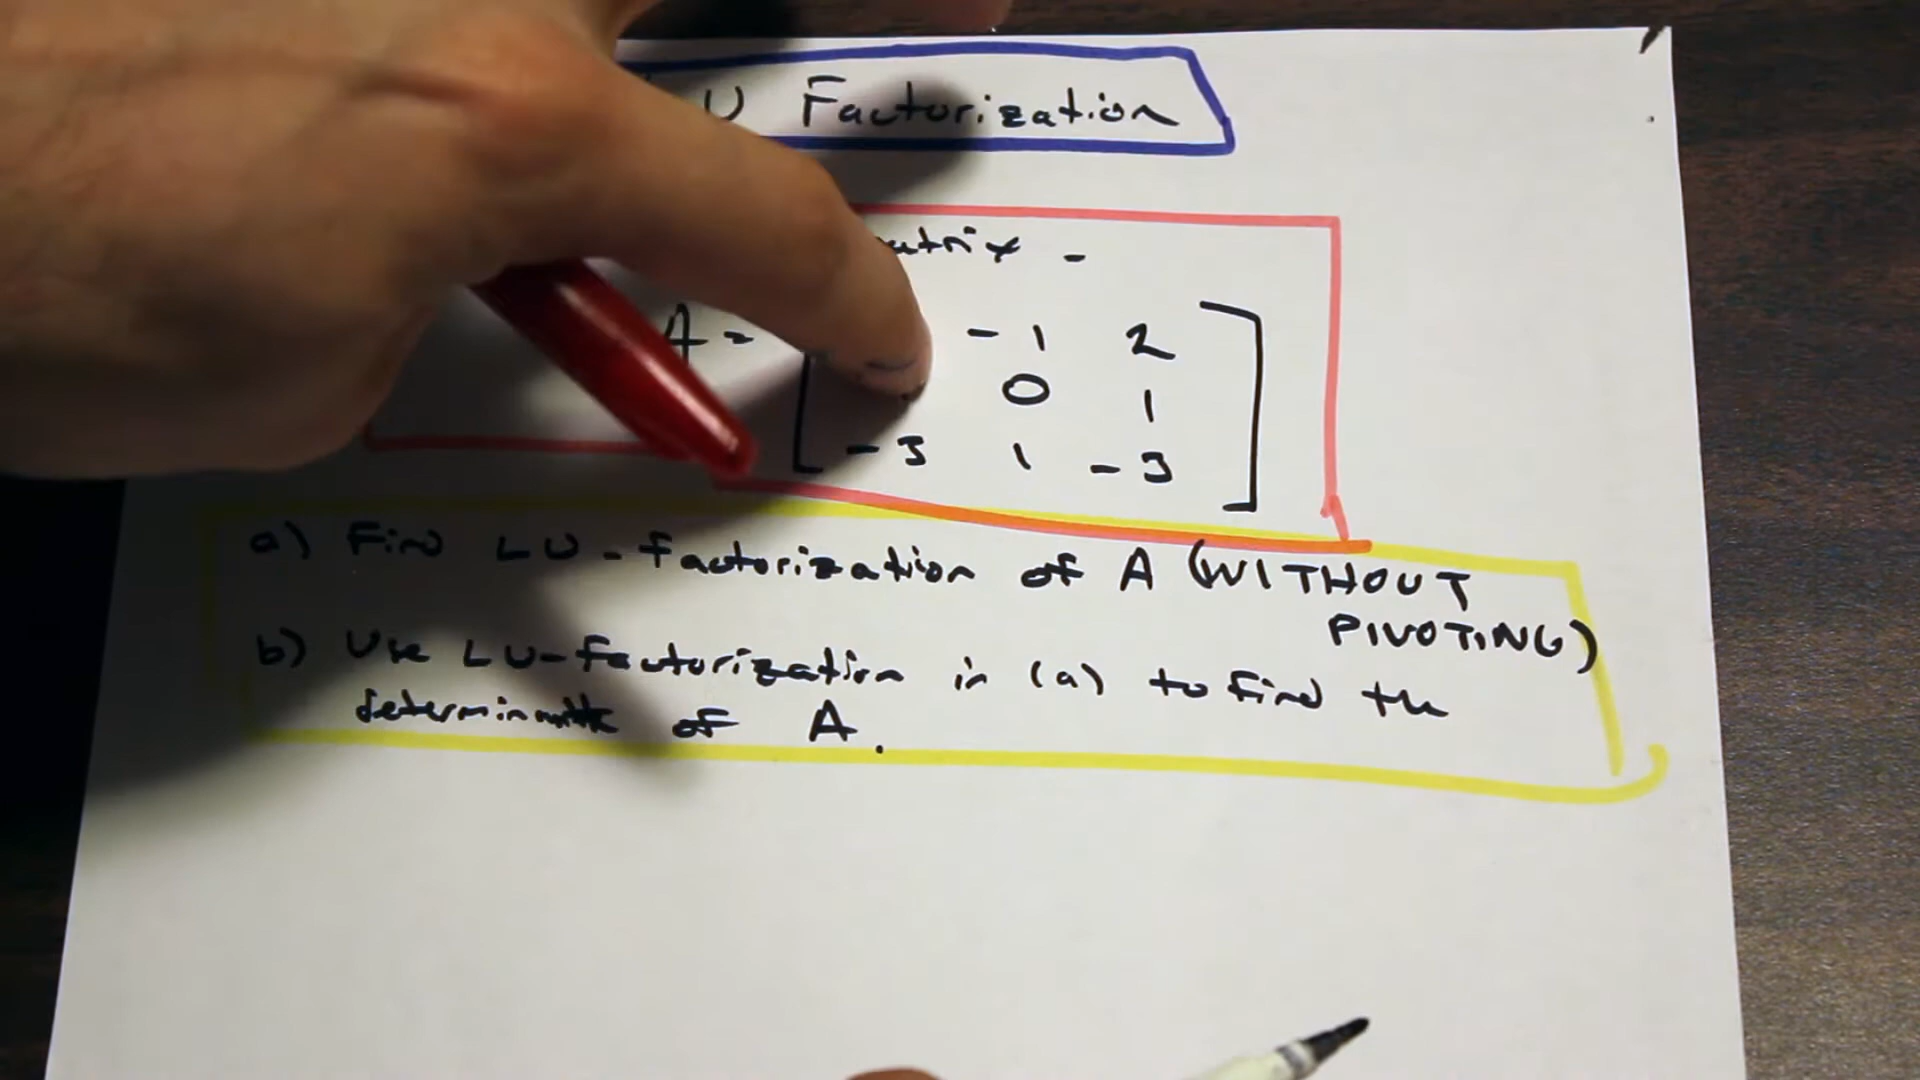 U Factorization
atrix -
A = -1 2
0 1
-3 1 -3
a) Find LU-factorization of A (WITHOUT
PIVOTING)
b) Use LU-factorization in (a) to find the
of A.